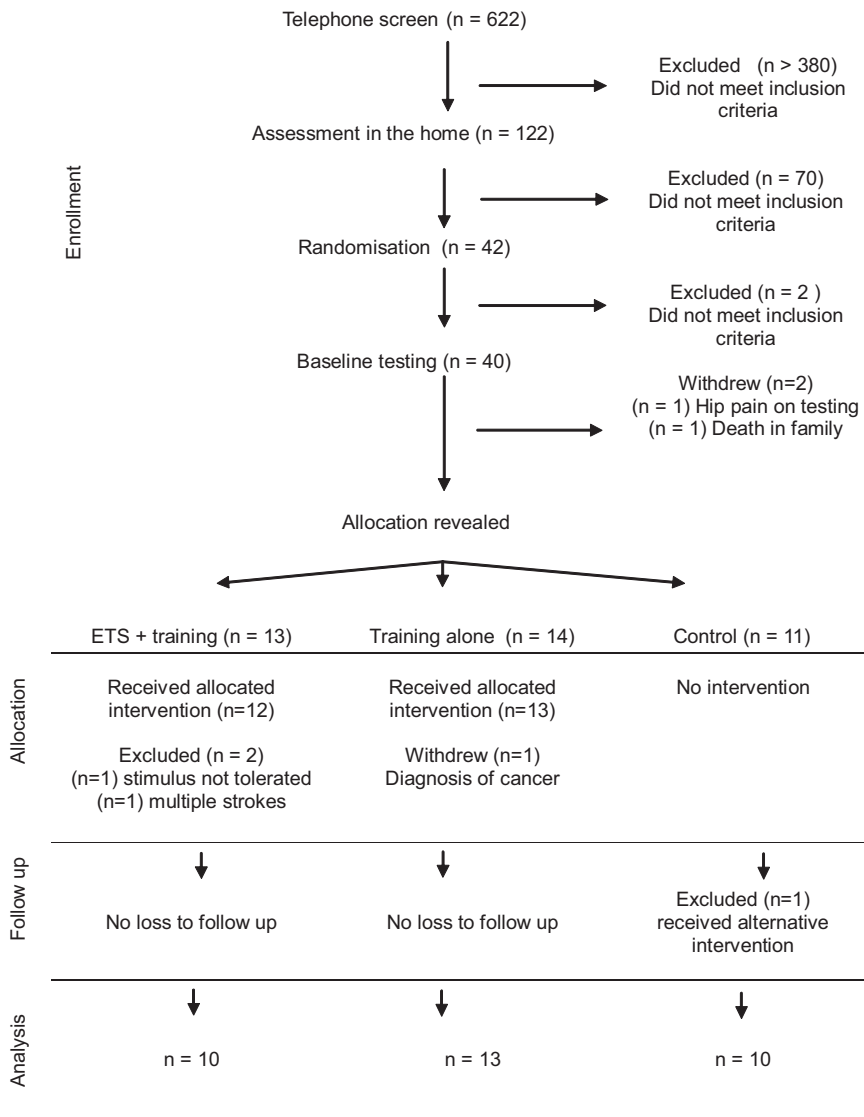 Telephone screen (n = 622)
Excluded (n > 380)
Did not meet inclusion
criteria
Assessment in the home (n = 122)
Excluded (n = 70)
Did not meet inclusion
criteria
Enrollment
Randomisation (n = 42)
Excluded (n = 2 )
Did not meet inclusion
criteria
Baseline testing (n = 40)
Withdrew (n=2)
(n = 1) Hip pain on testing
(n = 1) Death in family
Allocation revealed
ETS + training (n = 13)
Training alone (n = 14)
Control (n = 11)
Allocation
Received allocated
intervention (n=12)
Excluded (n = 2)
(n=1) stimulus not tolerated
(n=1) multiple strokes
Received allocated
intervention (n=13)
Withdrew (n=1)
Diagnosis of cancer
No intervention
Follow up
No loss to follow up
No loss to follow up
Excluded (n=1)
received alternative
intervention
Analysis
n = 10
n = 13
n = 10